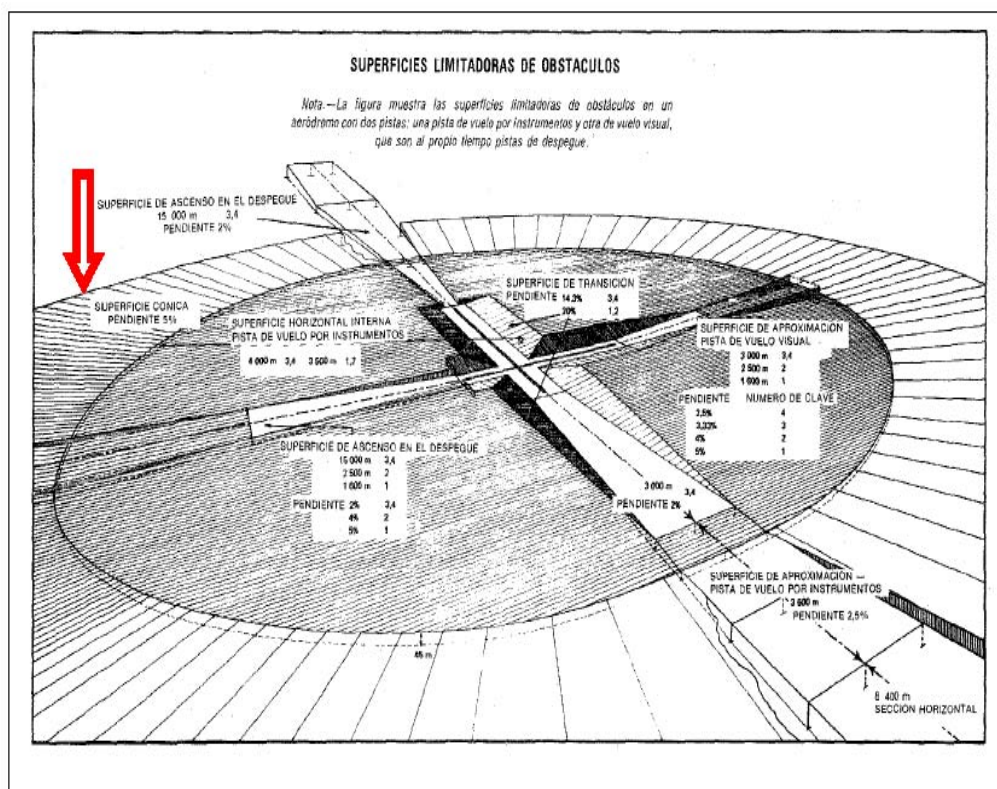 SUPERFICIES LIMITADORAS DE OBSTACULOS
Nota.—La figura muestra las superficies limitadoras de obstáculos en un
aeródromo con dos pistas; una pista de vuelo por instrumentos y otra de vuelo visual,
que son al propio tiempo pistas de despegue.
SUPERFICIE DE ASCENSO EN EL DESPEGUE
15 000 m 3,4
PENDIENTE 2%
SUPERFICIE CONICA
PENDIENTE 5%
SUPERFICIE HORIZONTAL INTERNA
PISTA DE VUELO POR INSTRUMENTOS
4 000 m 3,4 3 500 m 1,2
SUPERFICIE DE TRANSICION
PENDIENTE 14.3% 3,4
20% 1,2
SUPERFICIE DE APROXIMACION
PISTA DE VUELO VISUAL
3 000 m 3,4
2 500 m 2
1 600 m 1
PENDIENTE NUMERO DE CLAVE
2,5% 4
3,33% 3
4% 2
5% 1
SUPERFICIE DE ASCENSO EN EL DESPEGUE
15 000 m 3,4
2 500 m 2
1 600 m 1
PENDIENTE 2% 3,4
4% 2
5% 1
3 000 m 3,4
PENDIENTE 2%
SUPERFICIE DE APROXIMACION —
PISTA DE VUELO POR INSTRUMENTOS
3 600 m
PENDIENTE 2,5%
45 m
8 400 m
SECCION HORIZONTAL